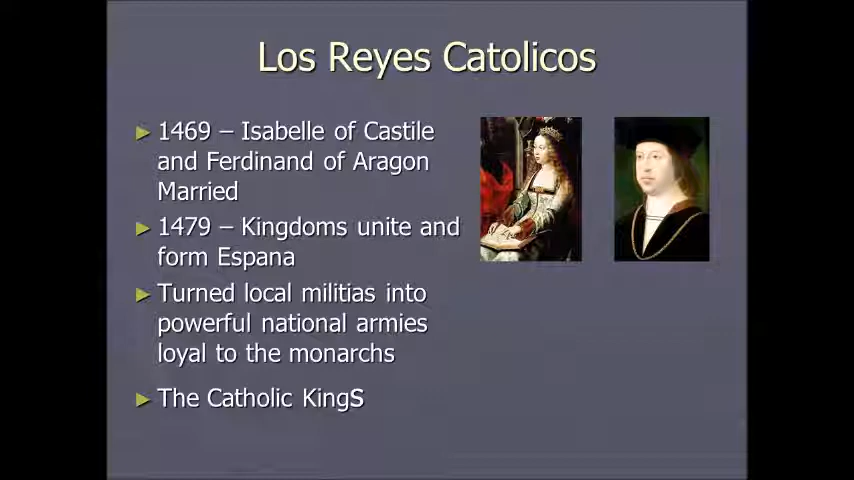 Los Reyes Catolicos
► 1469 – Isabelle of Castile
and Ferdinand of Aragon
Married
► 1479 – Kingdoms unite and
form Espana
► Turned local militias into
powerful national armies
loyal to the monarchs
► The Catholic KingS